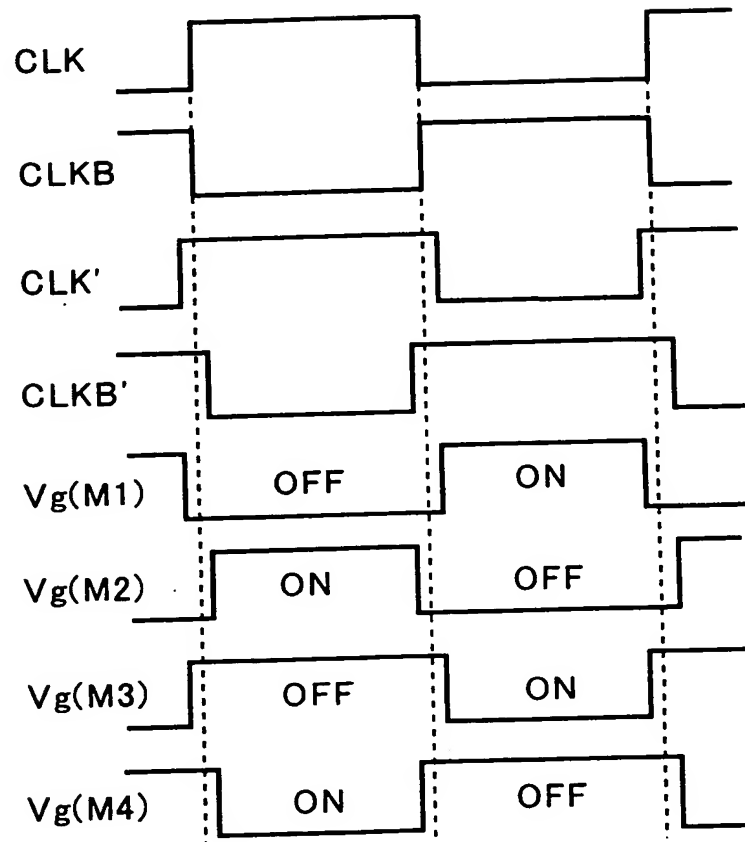 CLK
CLKB
CLK'
CLKB'
Vg(M1) OFF ON
Vg(M2) ON OFF
Vg(M3) OFF ON
Vg(M4) ON OFF